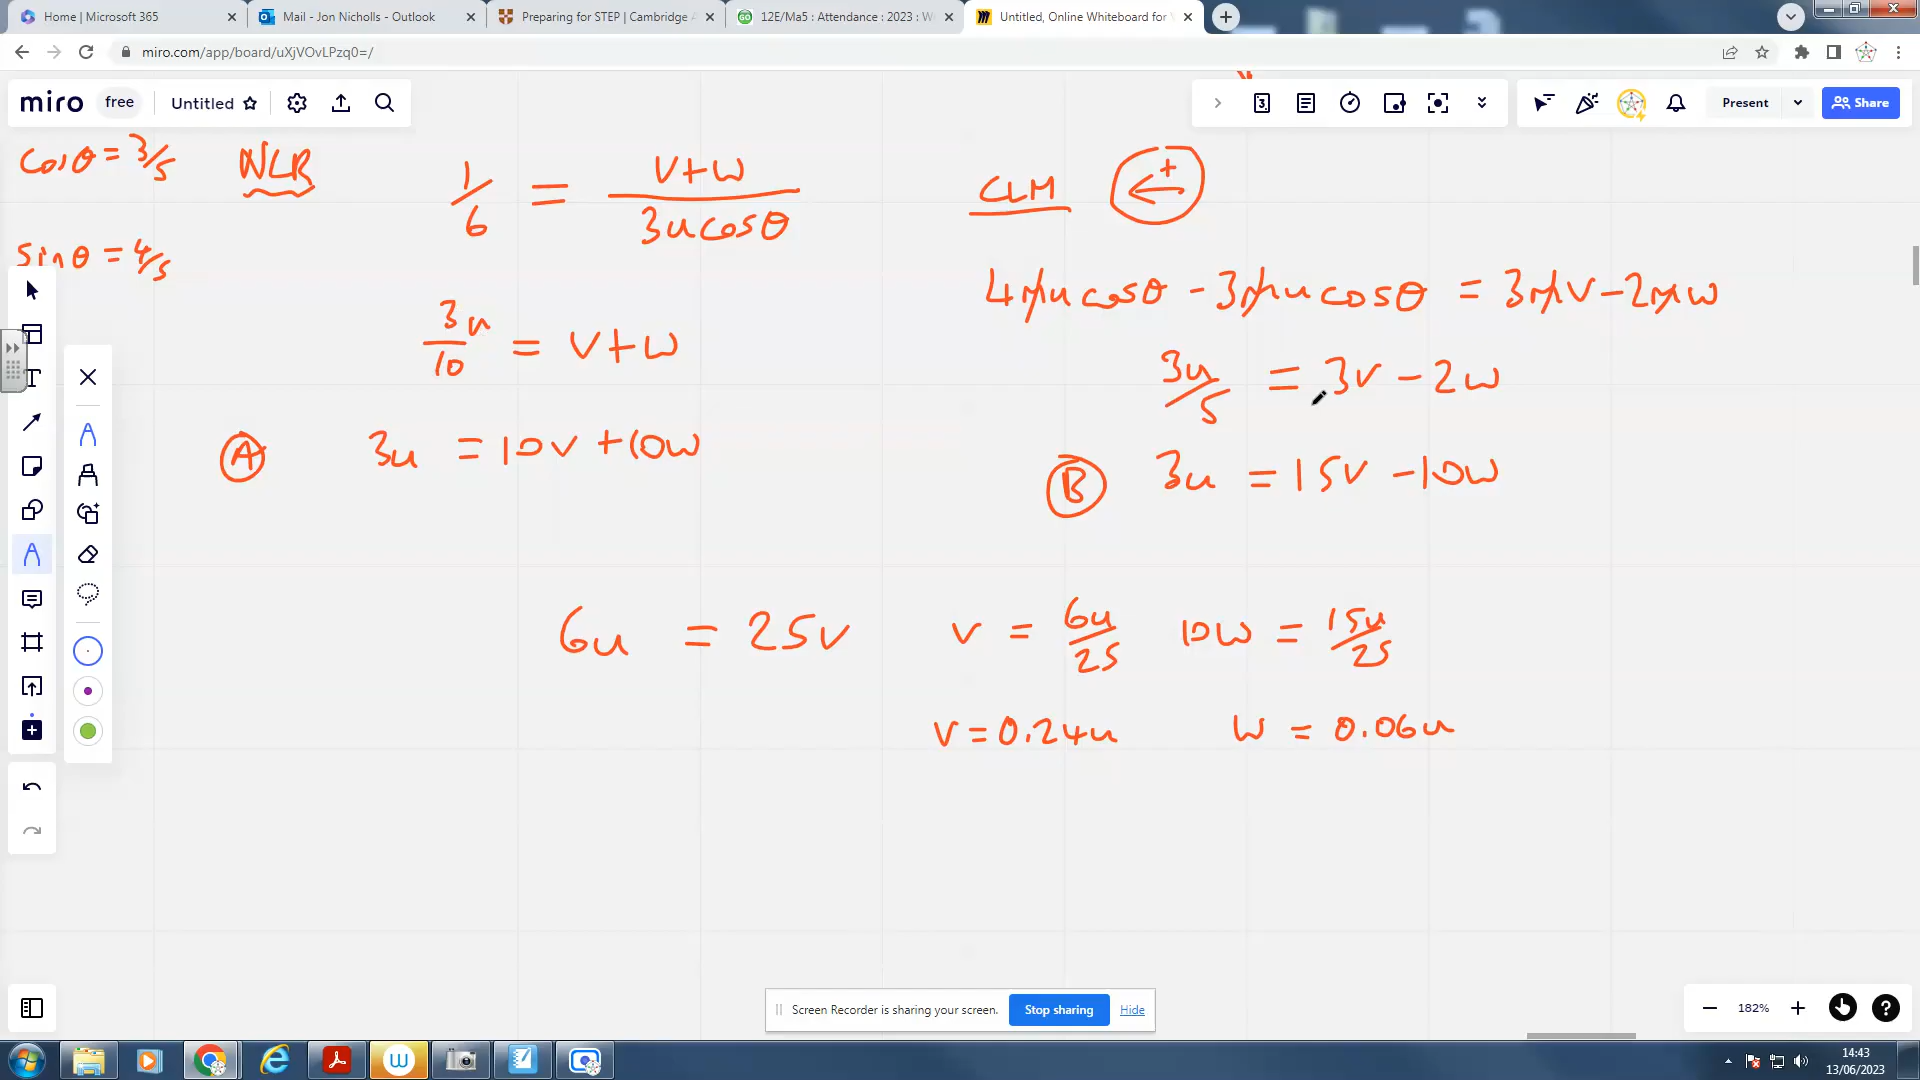 Home | Microsoft 365
Mail - Jon Nicholls - Outlook
Preparing for STEP | Cambridge A
12E/Ma5 : Attendance : 2023 : W
Untitled, Online Whiteboard for
miro.com/app/board/uXjVOvLPzq0=/
miro free Untitled
3
Present
Share
cosθ = 3/5
NLR
1/6 = (v+w)/(3ucosθ)
CLM ← +
sinθ = 4/5
4mucosθ - 3mucosθ = 3mv - 2mw
3u/10 = v+w
3u/5 = 3v - 2w
A 3u = 10v + 10w
B 3u = 15v - 10w
6u = 25v
v = 6u/25
10w = 15u/25
v = 0.24u
w = 0.06u
Screen Recorder is sharing your screen. Stop sharing Hide
182%
14:43
13/06/2023